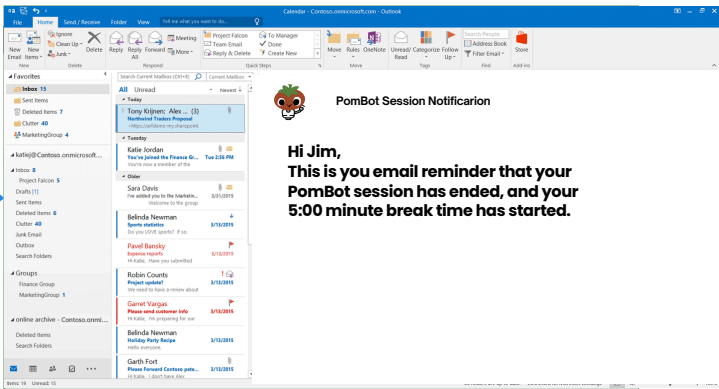 Calendar - Contoso.onmicrosoft.com - Outlook
File Home Send / Receive Folder View Tell me what you want to do...
New Email
New Items
Ignore
Clean Up
Junk
Delete
Reply
Reply All
Forward
Meeting
More
Project Falcon
Team Email
Reply & Delete
To Manager
Done
Create New
Move
Rules
OneNote
Unread/ Read
Categorize
Follow Up
Search People
Address Book
Filter Email
Store
New Delete Respond Quick Steps Move Tags Find Add-ins
Favorites
Inbox 15
Sent Items
Deleted Items 7
Clutter 40
MarketingGroup 4
katiej@Contoso.onmicrosoft...
Inbox 8
Project Falcon 5
Drafts [1]
Sent Items
Deleted Items 6
Clutter 40
Junk Email
Outbox
Search Folders
Groups
Finance Group
MarketingGroup 1
online archive - Contoso.onmi...
Deleted Items
Search Folders
Items: 19 Unread: 15
Search Current Mailbox (Ctrl+E) Current Mailbox
All Unread Newest
Today
Tony Krijnen; Alex ... (3)
Northwind Traders Proposal
Tuesday
Katie Jordan
You've joined the Finance Gr... Tue 2:56 PM
You're now a member of the
Older
Sara Davis
I've added you to the Marketin... 3/31/2015
Welcome to the group
Belinda Newman
Sports statistics 3/13/2015
Do you LOVE sports? If so,
Pavel Bansky
Expense reports 3/13/2015
Hi Katie, Have you submitted
Robin Counts
Project update? 3/13/2015
We need to have a review about
Garret Vargas
Please send customer info 3/13/2015
Hi Katie, I'm preparing for our
Belinda Newman
Holiday Party Recipe 3/13/2015
Hello everyone,
Garth Fort
Please Forward Contoso pate... 3/13/2015
Hi Katie, I don't have Alex
PomBot Session Notificarion
Hi Jim,
This is you email reminder that your
PomBot session has ended, and your
5:00 minute break time has started.